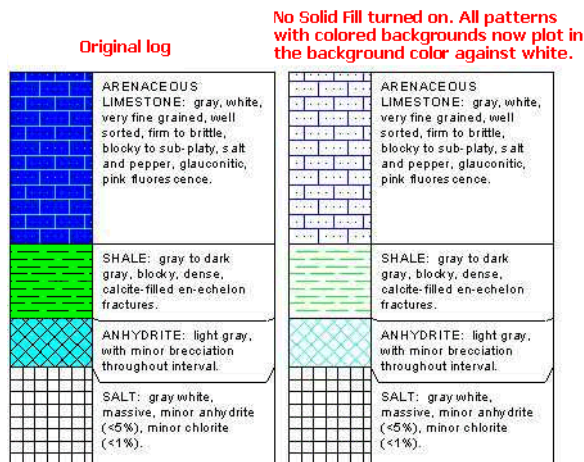 Original log
No Solid Fill turned on. All patterns
with colored backgrounds now plot in
the background color against white.
ARENACEOUS
LIMESTONE: gray, white,
very fine grained, well
sorted, firm to brittle,
blocky to sub-platy, salt
and pepper, glauconitic,
pink fluorescence.
SHALE: gray to dark
gray, blocky, dense,
calcite-filled en-echelon
fractures.
ANHYDRITE: light gray,
with minor brecciation
throughout interval.
SALT: gray white,
massive, minor anhydrite
(<5%), minor chlorite
(<1%).
ARENACEOUS
LIMESTONE: gray, white,
very fine grained, well
sorted, firm to brittle,
blocky to sub-platy, salt
and pepper, glauconitic,
pink fluorescence.
SHALE: gray to dark
gray, blocky, dense,
calcite-filled en-echelon
fractures.
ANHYDRITE: light gray,
with minor brecciation
throughout interval.
SALT: gray white,
massive, minor anhydrite
(<5%), minor chlorite
(<1%).